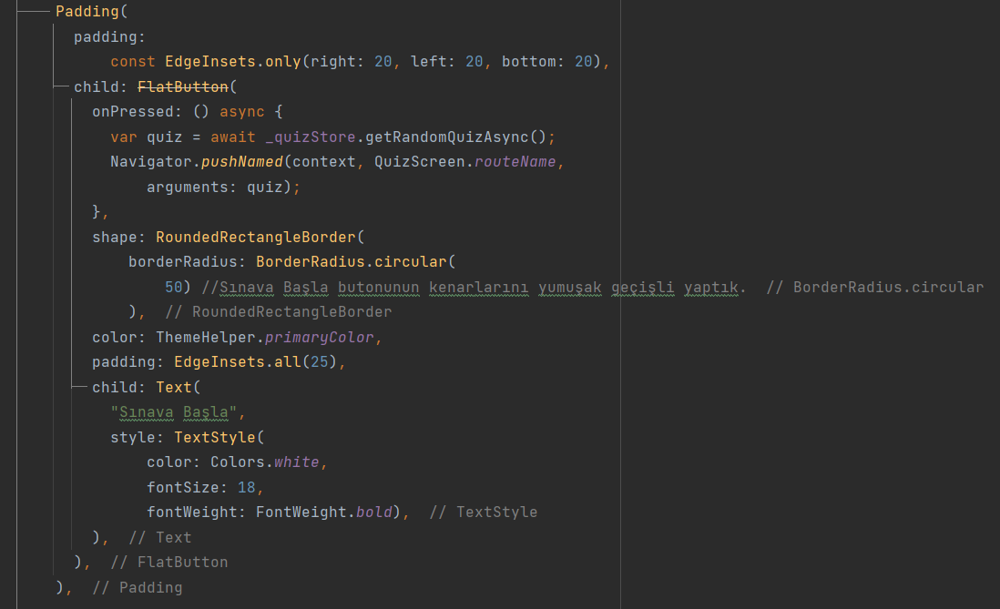 Padding(
padding:
const EdgeInsets.only(right: 20, left: 20, bottom: 20),
child: FlatButton(
onPressed: () async {
var quiz = await _quizStore.getRandomQuizAsync();
Navigator.pushNamed(context, QuizScreen.routeName,
arguments: quiz);
},
shape: RoundedRectangleBorder(
borderRadius: BorderRadius.circular(
50) //Sınava Başla butonunun kenarlarını yumuşak geçişli yaptık. // BorderRadius.circular
), // RoundedRectangleBorder
color: ThemeHelper.primaryColor,
padding: EdgeInsets.all(25),
child: Text(
"Sınava Başla",
style: TextStyle(
color: Colors.white,
fontSize: 18,
fontWeight: FontWeight.bold), // TextStyle
), // Text
), // FlatButton
), // Padding